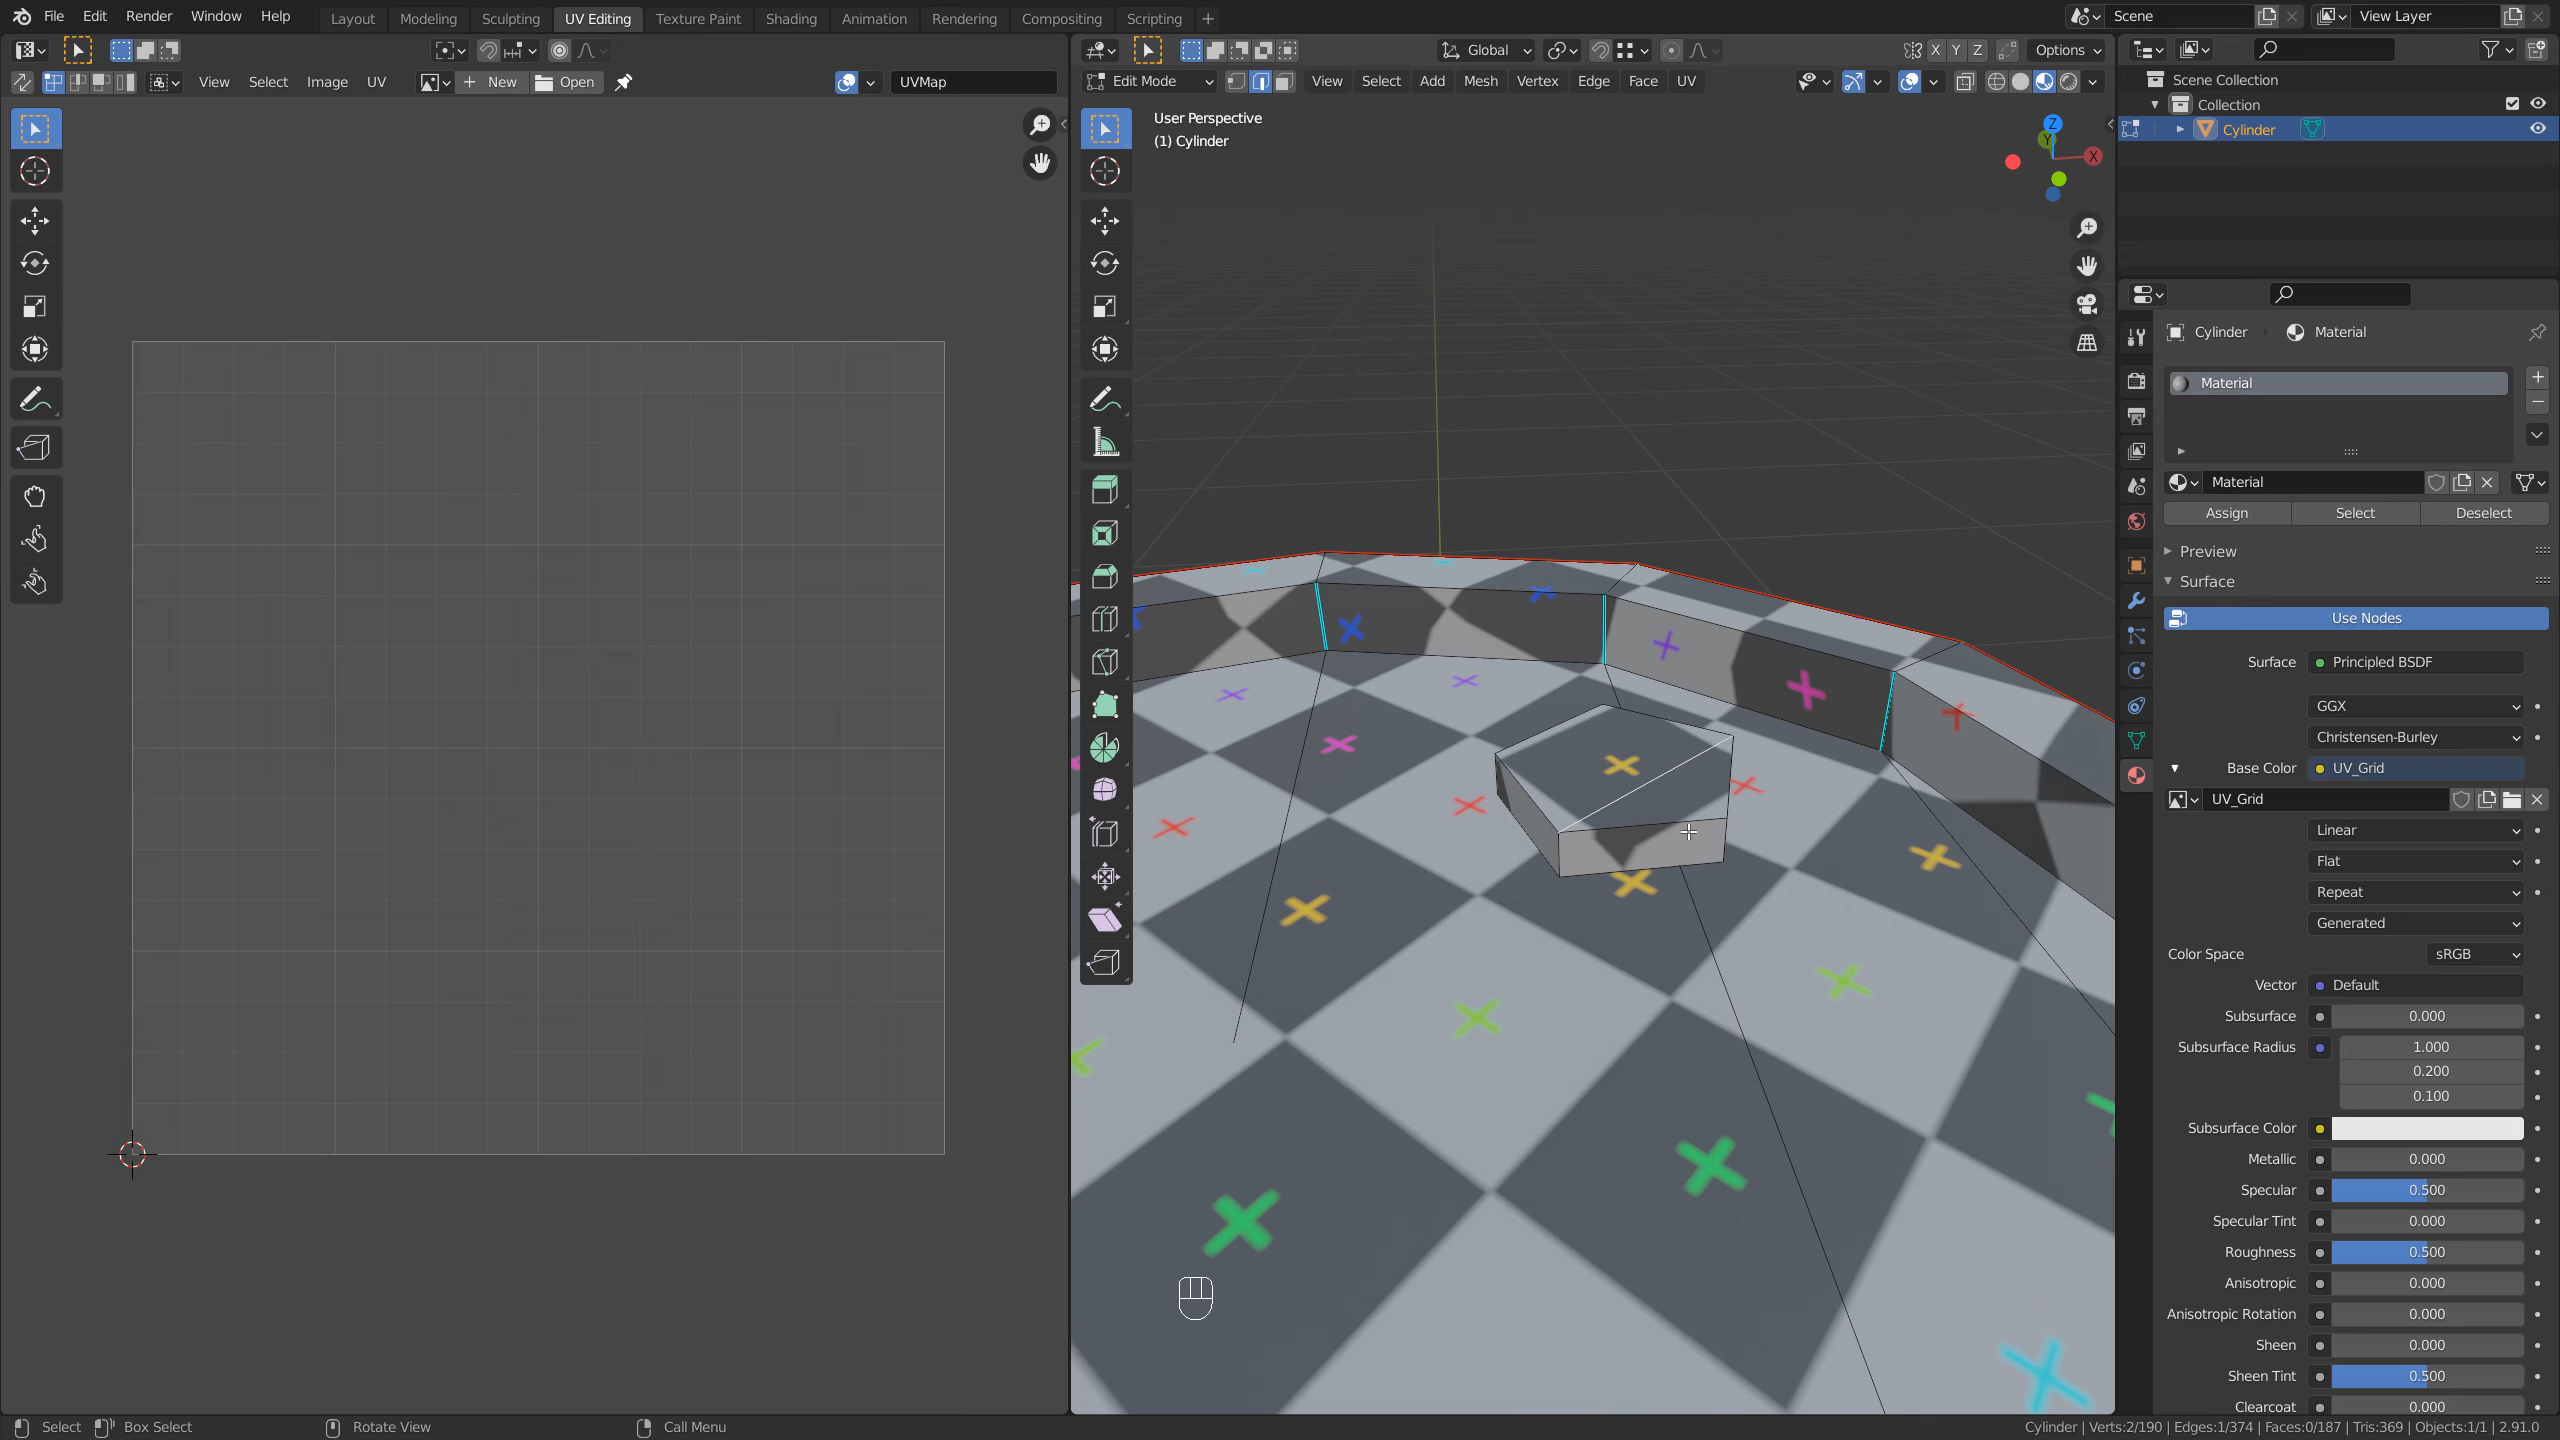 File Edit Render Window Help Layout Modeling Sculpting UV Editing Texture Paint Shading Animation Rendering Compositing Scripting Scene View Layer
Global X Y Z Options
View Select Image UV New Open UVMap Edit Mode View Select Add Mesh Vertex Edge Face UV
User Perspective
(1) Cylinder
Z
Y
X
Scene Collection
Collection
Cylinder
Cylinder Material
Material
Material
Assign Select Deselect
Preview
Surface
Use Nodes
Surface Principled BSDF
GGX
Christensen-Burley
Base Color UV_Grid
UV_Grid
Linear
Flat
Repeat
Generated
Color Space sRGB
Vector Default
Subsurface 0.000
Subsurface Radius 1.000
0.200
0.100
Subsurface Color
Metallic 0.000
Specular 0.500
Specular Tint 0.000
Roughness 0.500
Anisotropic 0.000
Anisotropic Rotation 0.000
Sheen 0.000
Sheen Tint 0.500
Clearcoat 0.000
Select Box Select Rotate View Call Menu Cylinder | Verts:2/190 | Edges:1/374 | Faces:0/187 | Tris:369 | Objects:1/1 | 2.91.0